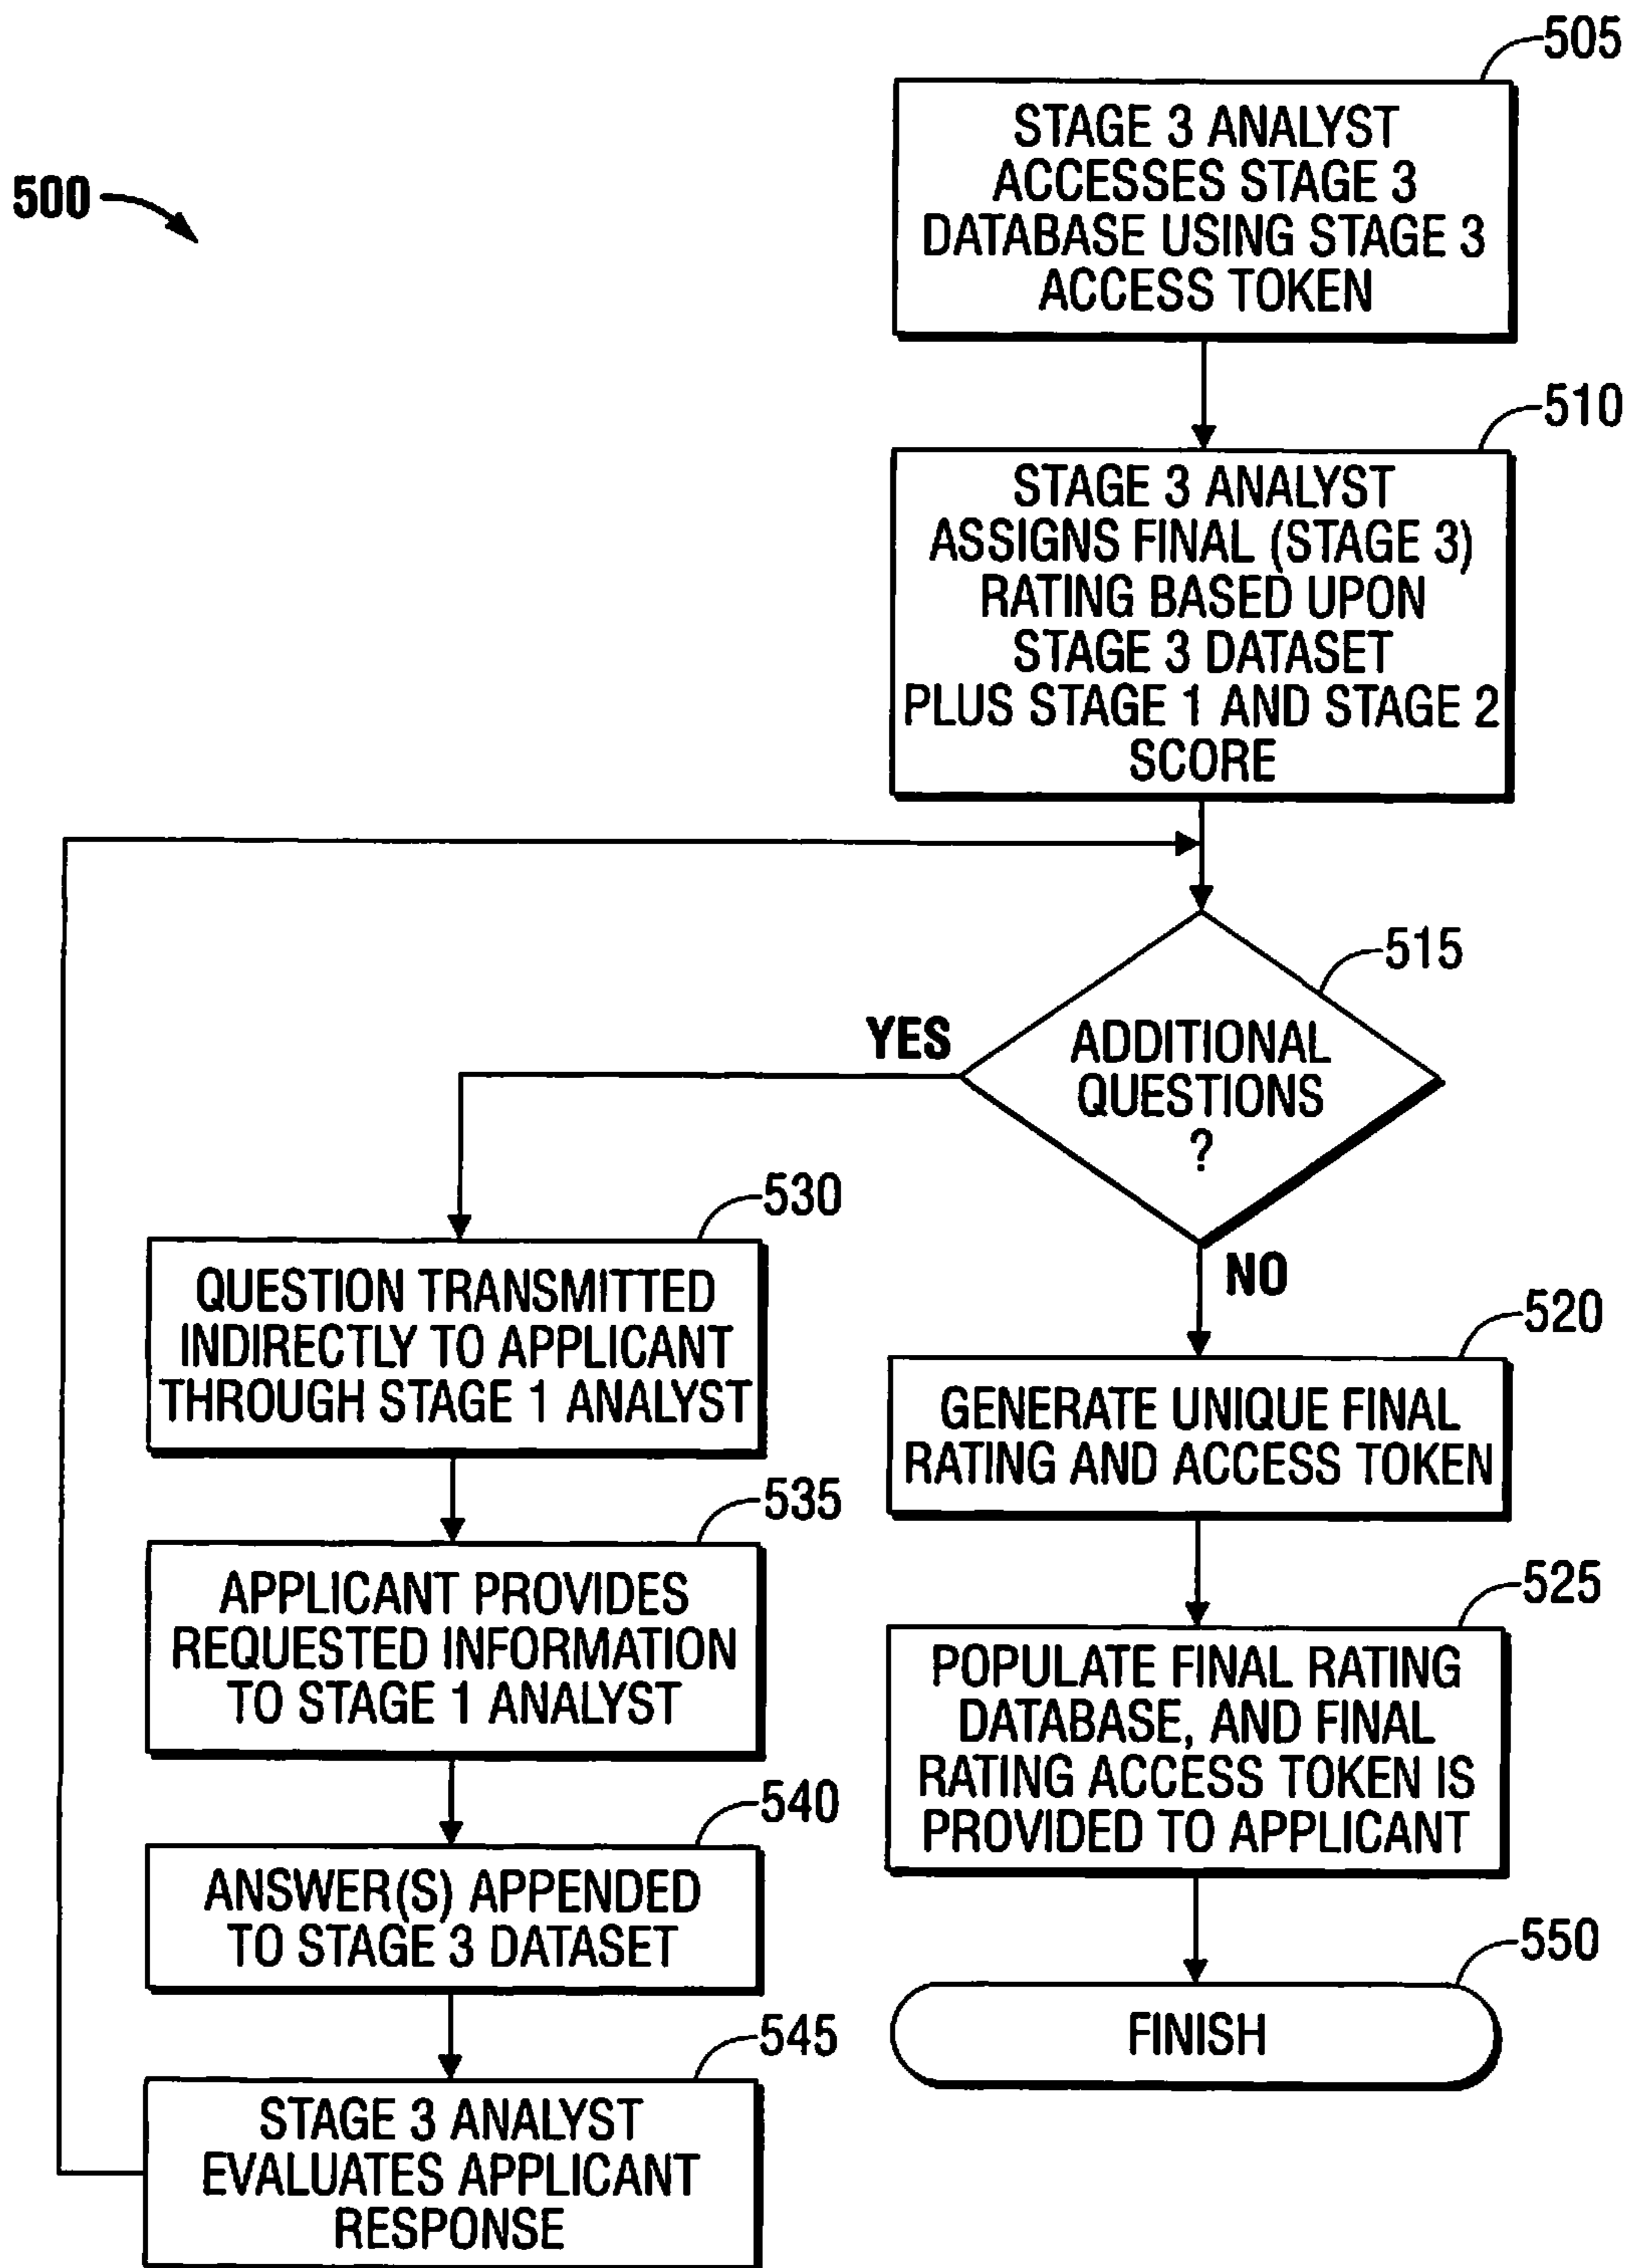 505
STAGE 3 ANALYST
ACCESSES STAGE 3
DATABASE USING STAGE 3
ACCESS TOKEN
500
510
STAGE 3 ANALYST
ASSIGNS FINAL (STAGE 3)
RATING BASED UPON
STAGE 3 DATASET
PLUS STAGE 1 AND STAGE 2
SCORE
515
ADDITIONAL
QUESTIONS
?
YES
NO
530
QUESTION TRANSMITTED
INDIRECTLY TO APPLICANT
THROUGH STAGE 1 ANALYST
535
APPLICANT PROVIDES
REQUESTED INFORMATION
TO STAGE 1 ANALYST
540
ANSWER(S) APPENDED
TO STAGE 3 DATASET
545
STAGE 3 ANALYST
EVALUATES APPLICANT
RESPONSE
520
GENERATE UNIQUE FINAL
RATING AND ACCESS TOKEN
525
POPULATE FINAL RATING
DATABASE, AND FINAL
RATING ACCESS TOKEN IS
PROVIDED TO APPLICANT
550
FINISH